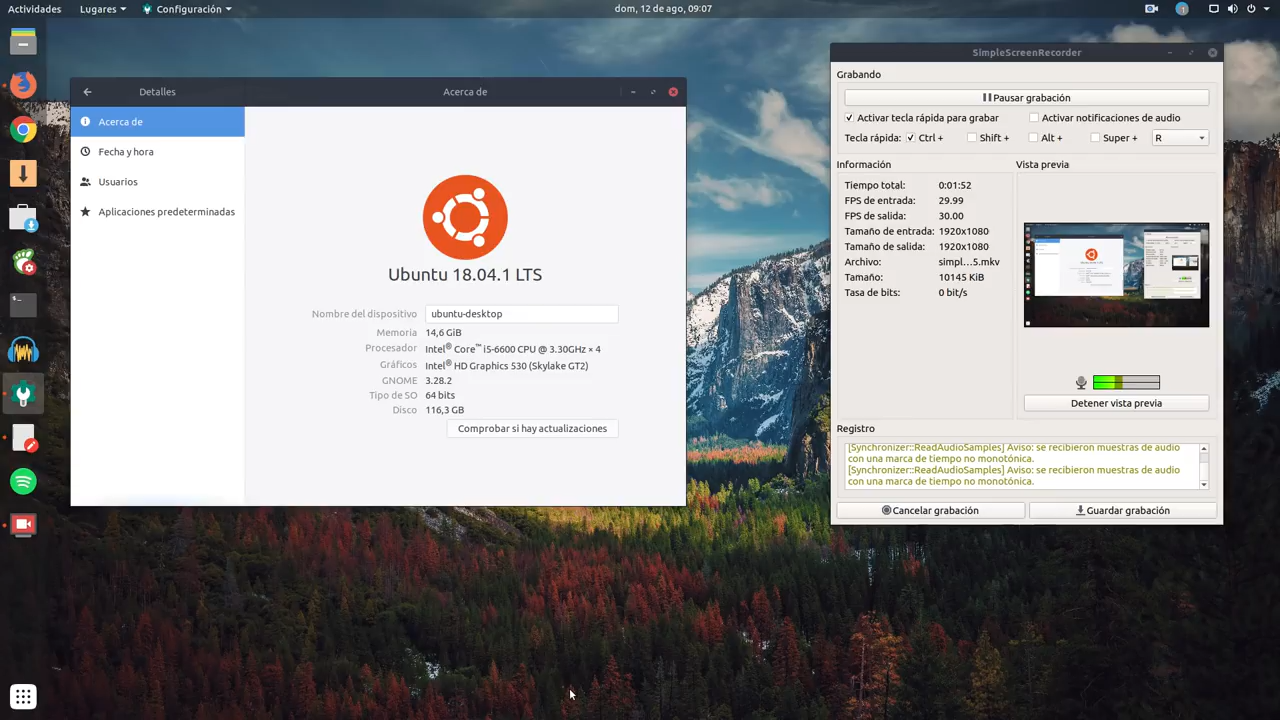 Actividades
Lugares
Configuración
dom, 12 de ago, 09:07
Detalles
Acerca de
Acerca de
Fecha y hora
Usuarios
Aplicaciones predeterminadas
Ubuntu 18.04.1 LTS
Nombre del dispositivo ubuntu-desktop
Memoria 14,6 GiB
Procesador Intel® Core™ i5-6600 CPU @ 3.30GHz × 4
Gráficos Intel® HD Graphics 530 (Skylake GT2)
GNOME 3.28.2
Tipo de SO 64 bits
Disco 116,3 GB
Comprobar si hay actualizaciones
SimpleScreenRecorder
Grabando
Pausar grabación
Activar tecla rápida para grabar
Activar notificaciones de audio
Tecla rápida: Ctrl + Shift + Alt + Super + R
Información
Tiempo total: 0:01:52
FPS de entrada: 29.99
FPS de salida: 30.00
Tamaño de entrada: 1920x1080
Tamaño de salida: 1920x1080
Archivo: simpl...5.mkv
Tamaño: 10145 KiB
Tasa de bits: 0 bit/s
Vista previa
Detener vista previa
Registro
[Synchronizer::ReadAudioSamples] Aviso: se recibieron muestras de audio
con una marca de tiempo no monotónica.
[Synchronizer::ReadAudioSamples] Aviso: se recibieron muestras de audio
con una marca de tiempo no monotónica.
Cancelar grabación
Guardar grabación